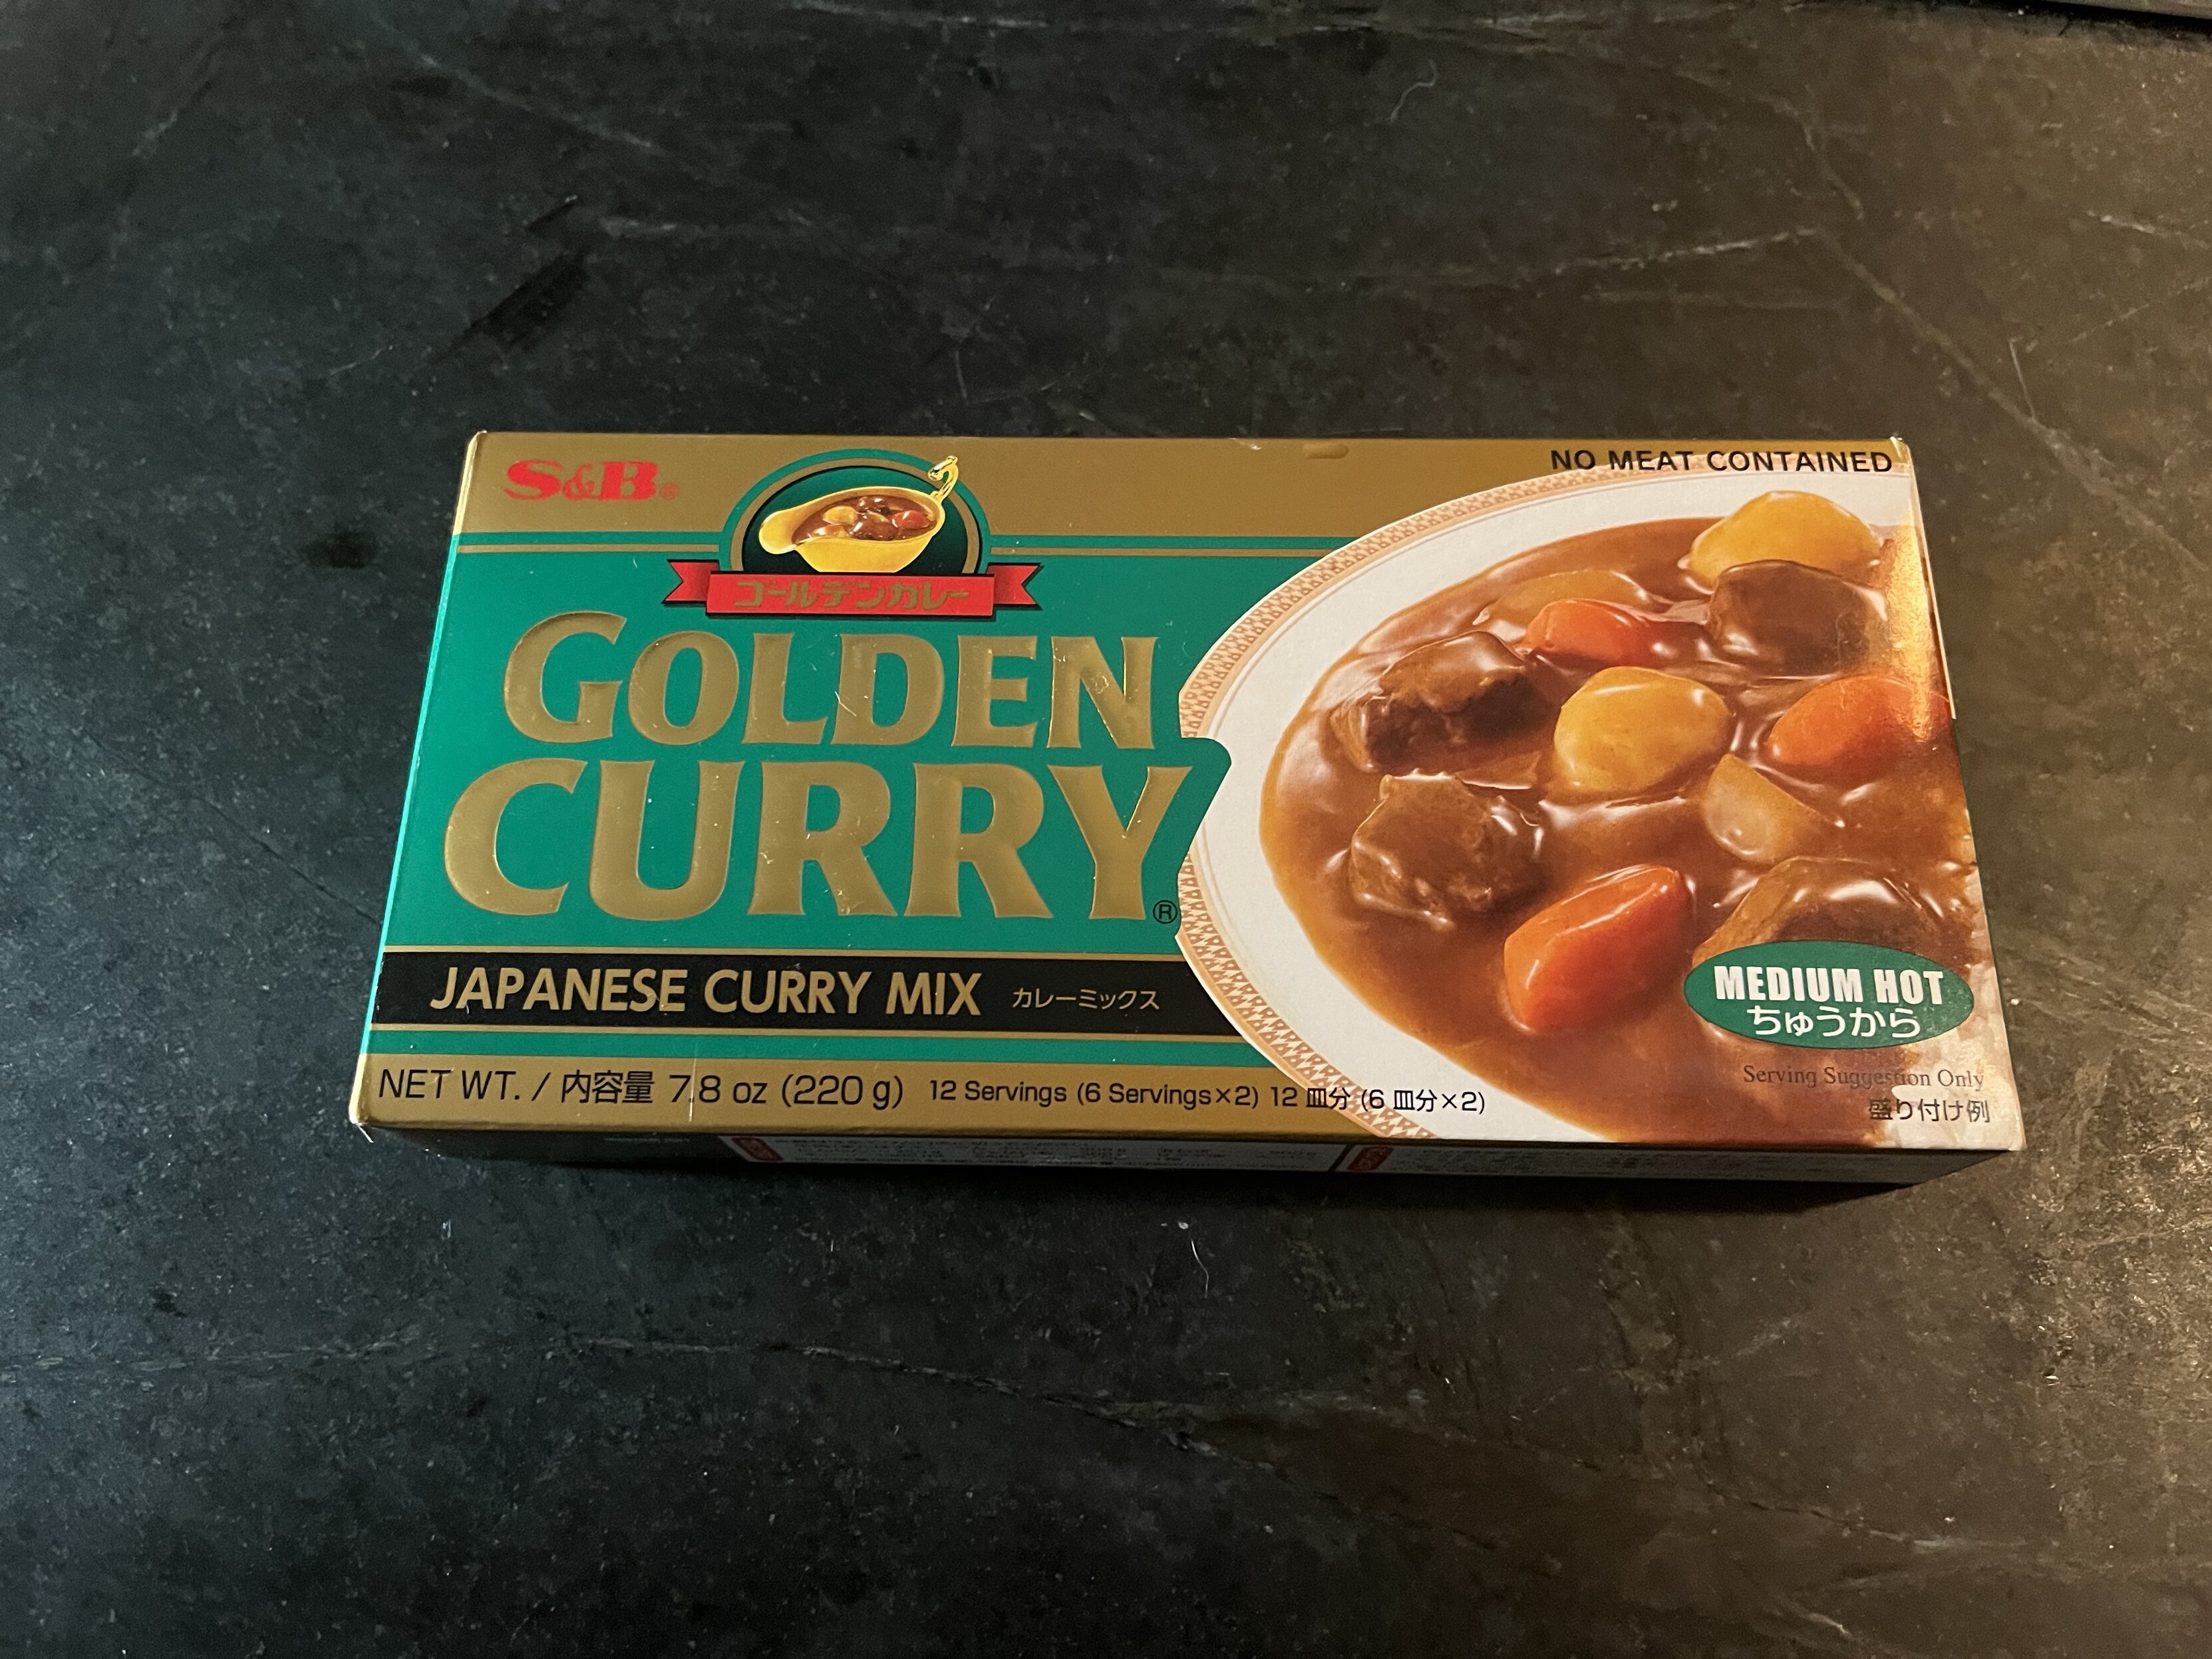 S&B®
NO MEAT CONTAINED
ゴールデンカレー
GOLDEN
CURRY®
JAPANESE CURRY MIX カレーミックス
MEDIUM HOT
ちゅうから
Serving Suggestion Only
盛り付け例
NET WT. / 内容量 7.8 oz (220 g) 12 Servings (6 Servings×2) 12 皿分 (6 皿分×2)